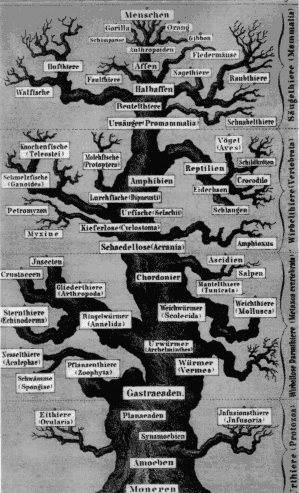 Menschen
Gorilla Orang
Schimpanse Gibbon
Anthropoiden
Fledermäuse
Affen
Hufthiere
Nagethiere
Faulthiere
Raubthiere
Walfische
Halbaffen
Beutelthiere
Schnabelthiere
Ursäuger (Promammalia)
Säugethiere (Mammalia)
Knochenfische
(Teleostei)
Vögel
(Aves)
Molchfische
(Protoptera)
Schildkröten
Reptilien
Schmelzfische
(Ganoides)
Amphibien
Crocodile
Eidechsen
Lurchfische (Dipneusti)
Petromyzon
Urfische (Selachii)
Schlangen
Kieferlose (Cyclostoma)
Myxine
Amphioxus
Schaedellose (Acrania)
Wirbelthiere (Vertebrata)
Insecten
Ascidien
Crustaceen
Chordonier
Salpen
Gliederthiere
(Arthropoda)
Mantelthiere
(Tunicata)
Sternthiere
(Echinoderma)
Weichwürmer
(Scolecida)
Weichthiere
(Mollusca)
Ringelwürmer
(Annelida)
Urwürmer
(Archelminthes)
Nesselthiere
(Acalephae)
Pflanzenthiere
(Zoophyta)
Würmer
(Vermes)
Schwämme
(Spongiae)
Gastraeaden
Wirbellose Darmthiere (Metazoa evertebrata)
Planaeaden
Eithiere
(Ovularia)
Infusionsthiere
(Infusoria)
Synamoebien
Amoeben
Moneren
Urthiere (Protozoa)